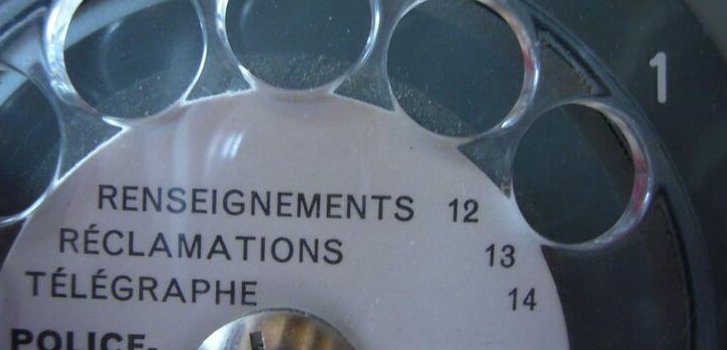 1
RENSEIGNEMENTS 12
RÉCLAMATIONS 13
TÉLÉGRAPHE 14
POLICE-